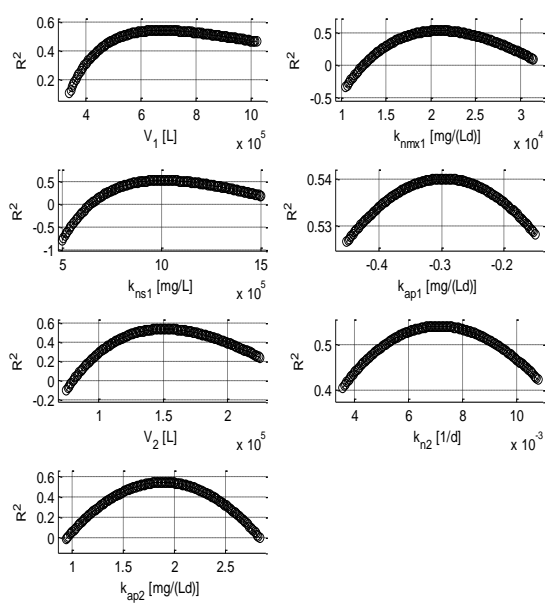 0.6
0.4
0.2
R²
4 6 8 10
V₁ [L]
x 10⁵
1
0.5
0
-0.5
R²
1 1.5 2 2.5 3
k_nmx1 [mg/(Ld)]
x 10⁴
0.5
0
-0.5
-1
R²
5 10 15
k_ns1 [mg/L]
x 10⁵
0.54
0.53
R²
-0.4 -0.3 -0.2
k_ap1 [mg/(Ld)]
0.6
0.4
0.2
0
-0.2
R²
1 1.5 2
V₂ [L]
x 10⁵
0.5
0.4
R²
4 6 8 10
k_n2 [1/d]
x 10⁻³
0.6
0.4
0.2
0
R²
1 1.5 2 2.5
k_ap2 [mg/(Ld)]